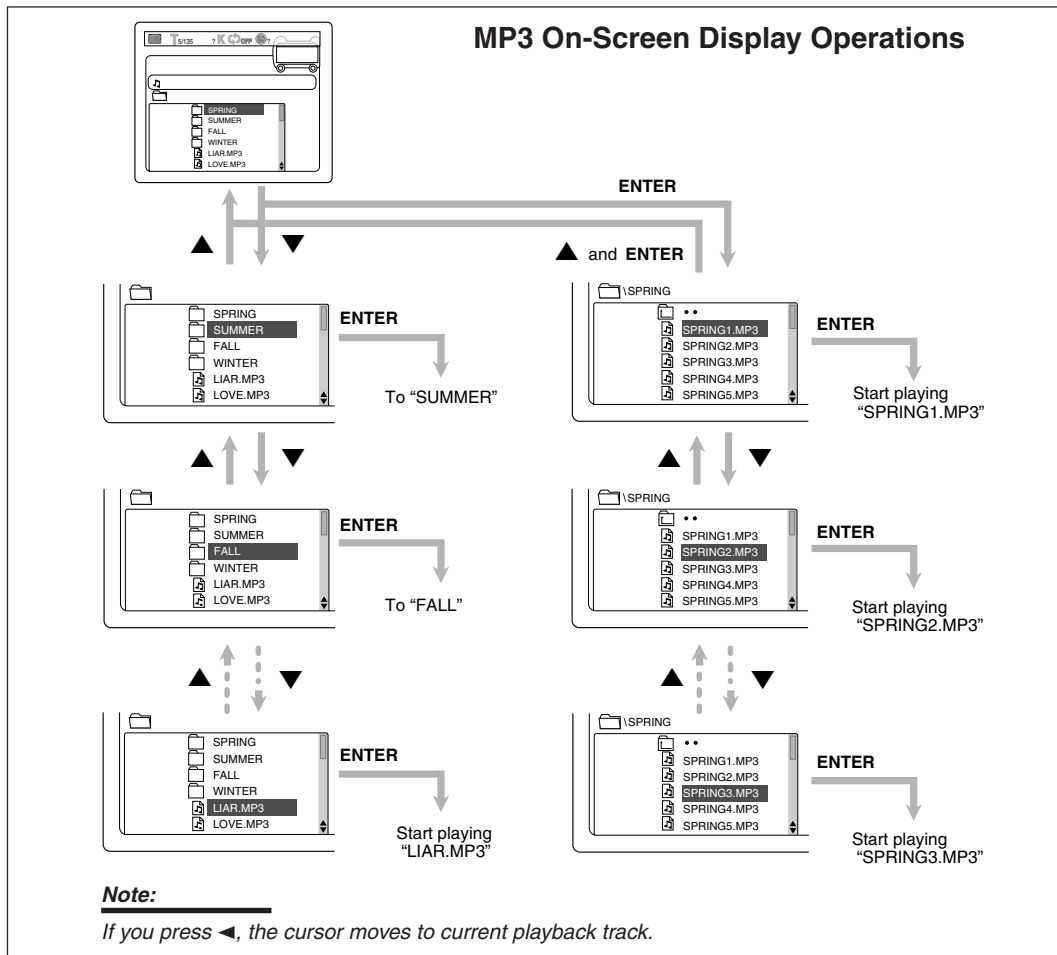 MP3 On-Screen Display Operations
T 5/135 ? K OFF ?
SPRING
SUMMER
FALL
WINTER
LIAR.MP3
LOVE.MP3
ENTER
▲ ▼
▲ and ENTER
SPRING
SUMMER
FALL
WINTER
LIAR.MP3
LOVE.MP3
ENTER
To “SUMMER”
\SPRING
••
SPRING1.MP3
SPRING2.MP3
SPRING3.MP3
SPRING4.MP3
SPRING5.MP3
ENTER
Start playing
“SPRING1.MP3”
▲ ▼
▲ ▼
SPRING
SUMMER
FALL
WINTER
LIAR.MP3
LOVE.MP3
ENTER
To “FALL”
\SPRING
••
SPRING1.MP3
SPRING2.MP3
SPRING3.MP3
SPRING4.MP3
SPRING5.MP3
ENTER
Start playing
“SPRING2.MP3”
▲ ▼
▲ ▼
SPRING
SUMMER
FALL
WINTER
LIAR.MP3
LOVE.MP3
ENTER
Start playing
“LIAR.MP3”
\SPRING
••
SPRING1.MP3
SPRING2.MP3
SPRING3.MP3
SPRING4.MP3
SPRING5.MP3
ENTER
Start playing
“SPRING3.MP3”
Note:
If you press ◄, the cursor moves to current playback track.